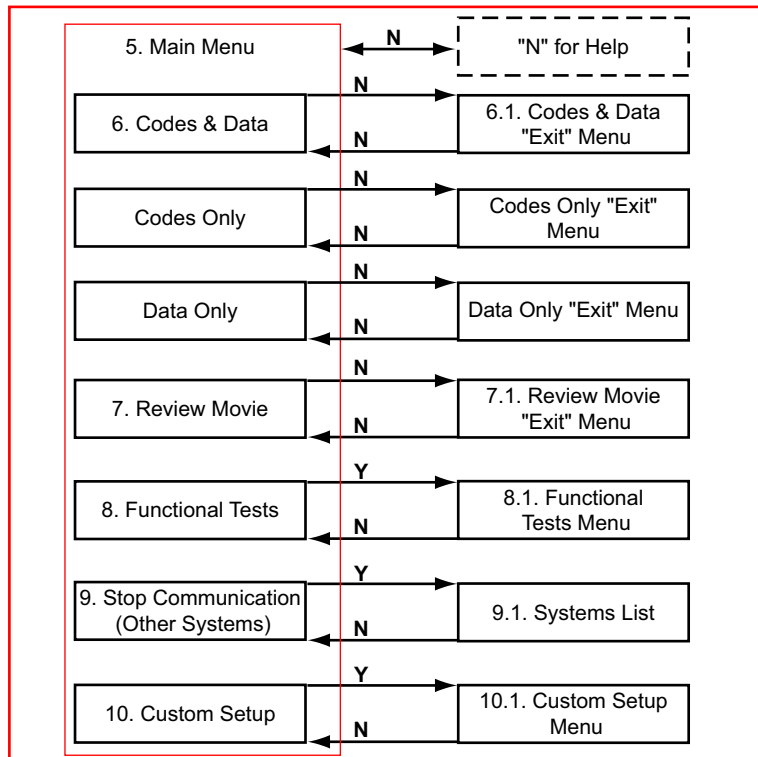 5. Main Menu
N
"N" for Help
N
6. Codes & Data
6.1. Codes & Data
"Exit" Menu
N
N
Codes Only
Codes Only "Exit"
Menu
N
N
Data Only
Data Only "Exit" Menu
N
N
7. Review Movie
7.1. Review Movie
"Exit" Menu
N
Y
8. Functional Tests
8.1. Functional
Tests Menu
N
Y
9. Stop Communication
(Other Systems)
9.1. Systems List
N
Y
10. Custom Setup
10.1. Custom Setup
Menu
N